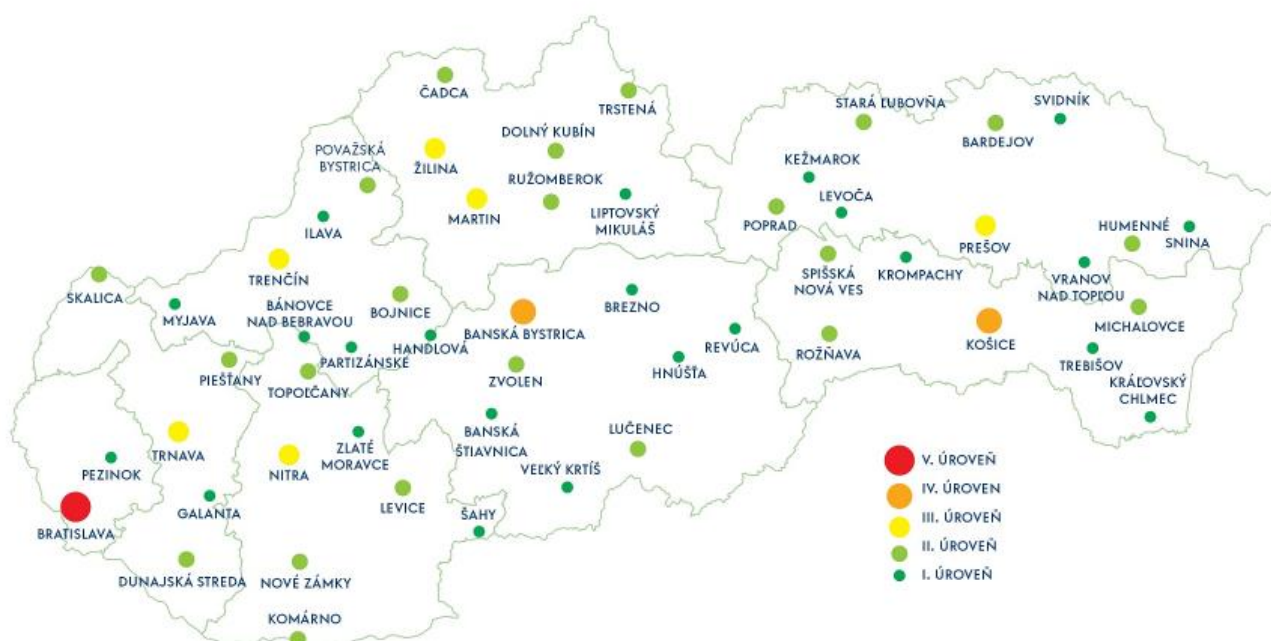 ČADCA
TRSTENÁ
STARÁ ĽUBOVŇA
SVIDNÍK
BARDEJOV
DOLNÝ KUBÍN
POVAŽSKÁ
BYSTRICA
ŽILINA
RUŽOMBEROK
KEŽMAROK
LEVOČA
MARTIN
LIPTOVSKÝ
MIKULÁŠ
ILAVA
POPRAD
PREŠOV
HUMENNÉ
SNINA
TRENČÍN
SPIŠSKÁ
NOVÁ VES
KROMPACHY
VRANOV
NAD TOPĽOU
SKALICA
MYJAVA
BÁNOVCE
NAD BEBRAVOU
BOJNICE
BREZNO
BANSKÁ BYSTRICA
MICHALOVCE
PARTIZÁNSKE
HANDLOVÁ
REVÚCA
ROŽŇAVA
KOŠICE
TREBIŠOV
PIEŠŤANY
TOPOĽČANY
ZVOLEN
HNÚŠŤA
KRÁĽOVSKÝ
CHLMEC
BANSKÁ
ŠTIAVNICA
LUČENEC
TRNAVA
ZLATÉ
MORAVCE
PEZINOK
NITRA
VEĽKÝ KRTÍŠ
LEVICE
GALANTA
ŠAHY
BRATISLAVA
DUNAJSKÁ STREDA
NOVÉ ZÁMKY
KOMÁRNO
V. ÚROVEŇ
IV. ÚROVEN
III. ÚROVEŇ
II. ÚROVEŇ
I. ÚROVEŇ